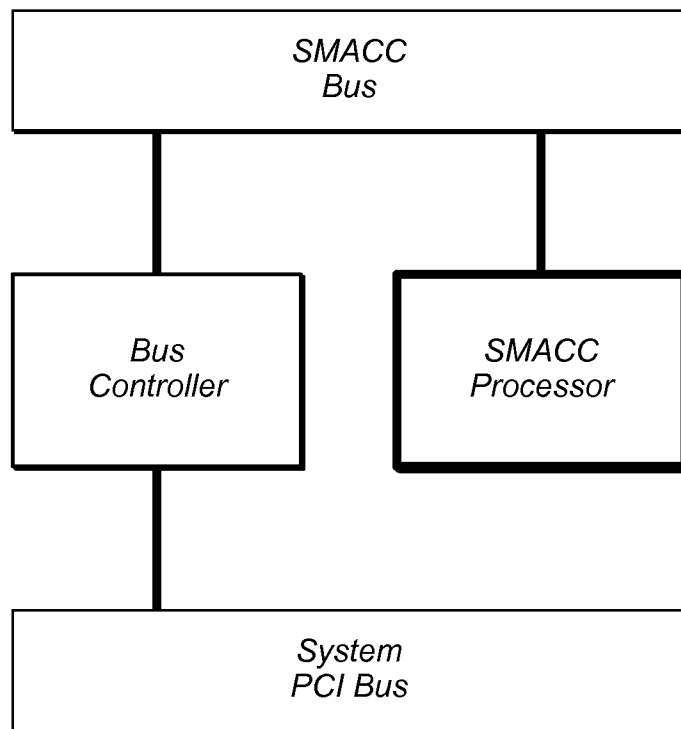 SMACC
Bus
Bus
Controller
SMACC
Processor
System
PCI Bus